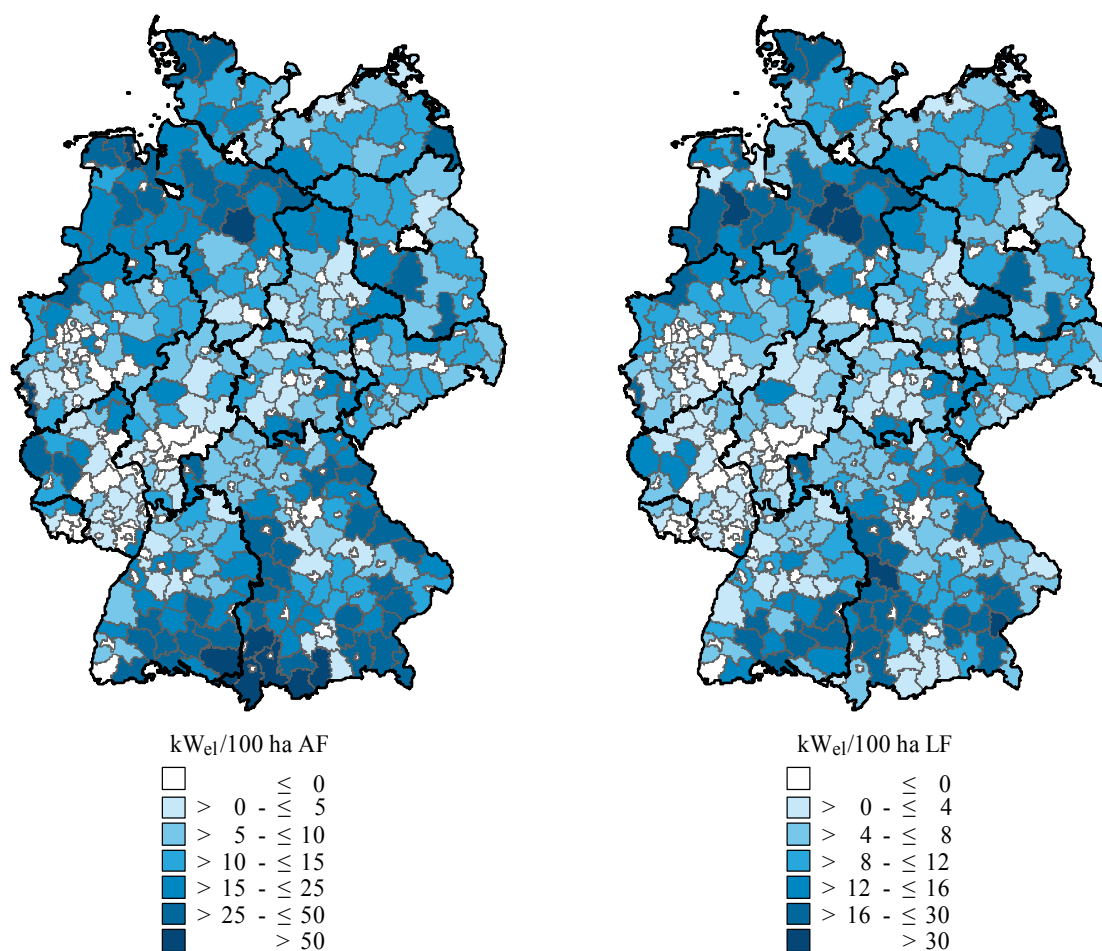 kWel/100 ha AF
≤ 0
> 0 - ≤ 5
> 5 - ≤ 10
> 10 - ≤ 15
> 15 - ≤ 25
> 25 - ≤ 50
> 50
kWel/100 ha LF
≤ 0
> 0 - ≤ 4
> 4 - ≤ 8
> 8 - ≤ 12
> 12 - ≤ 16
> 16 - ≤ 30
> 30